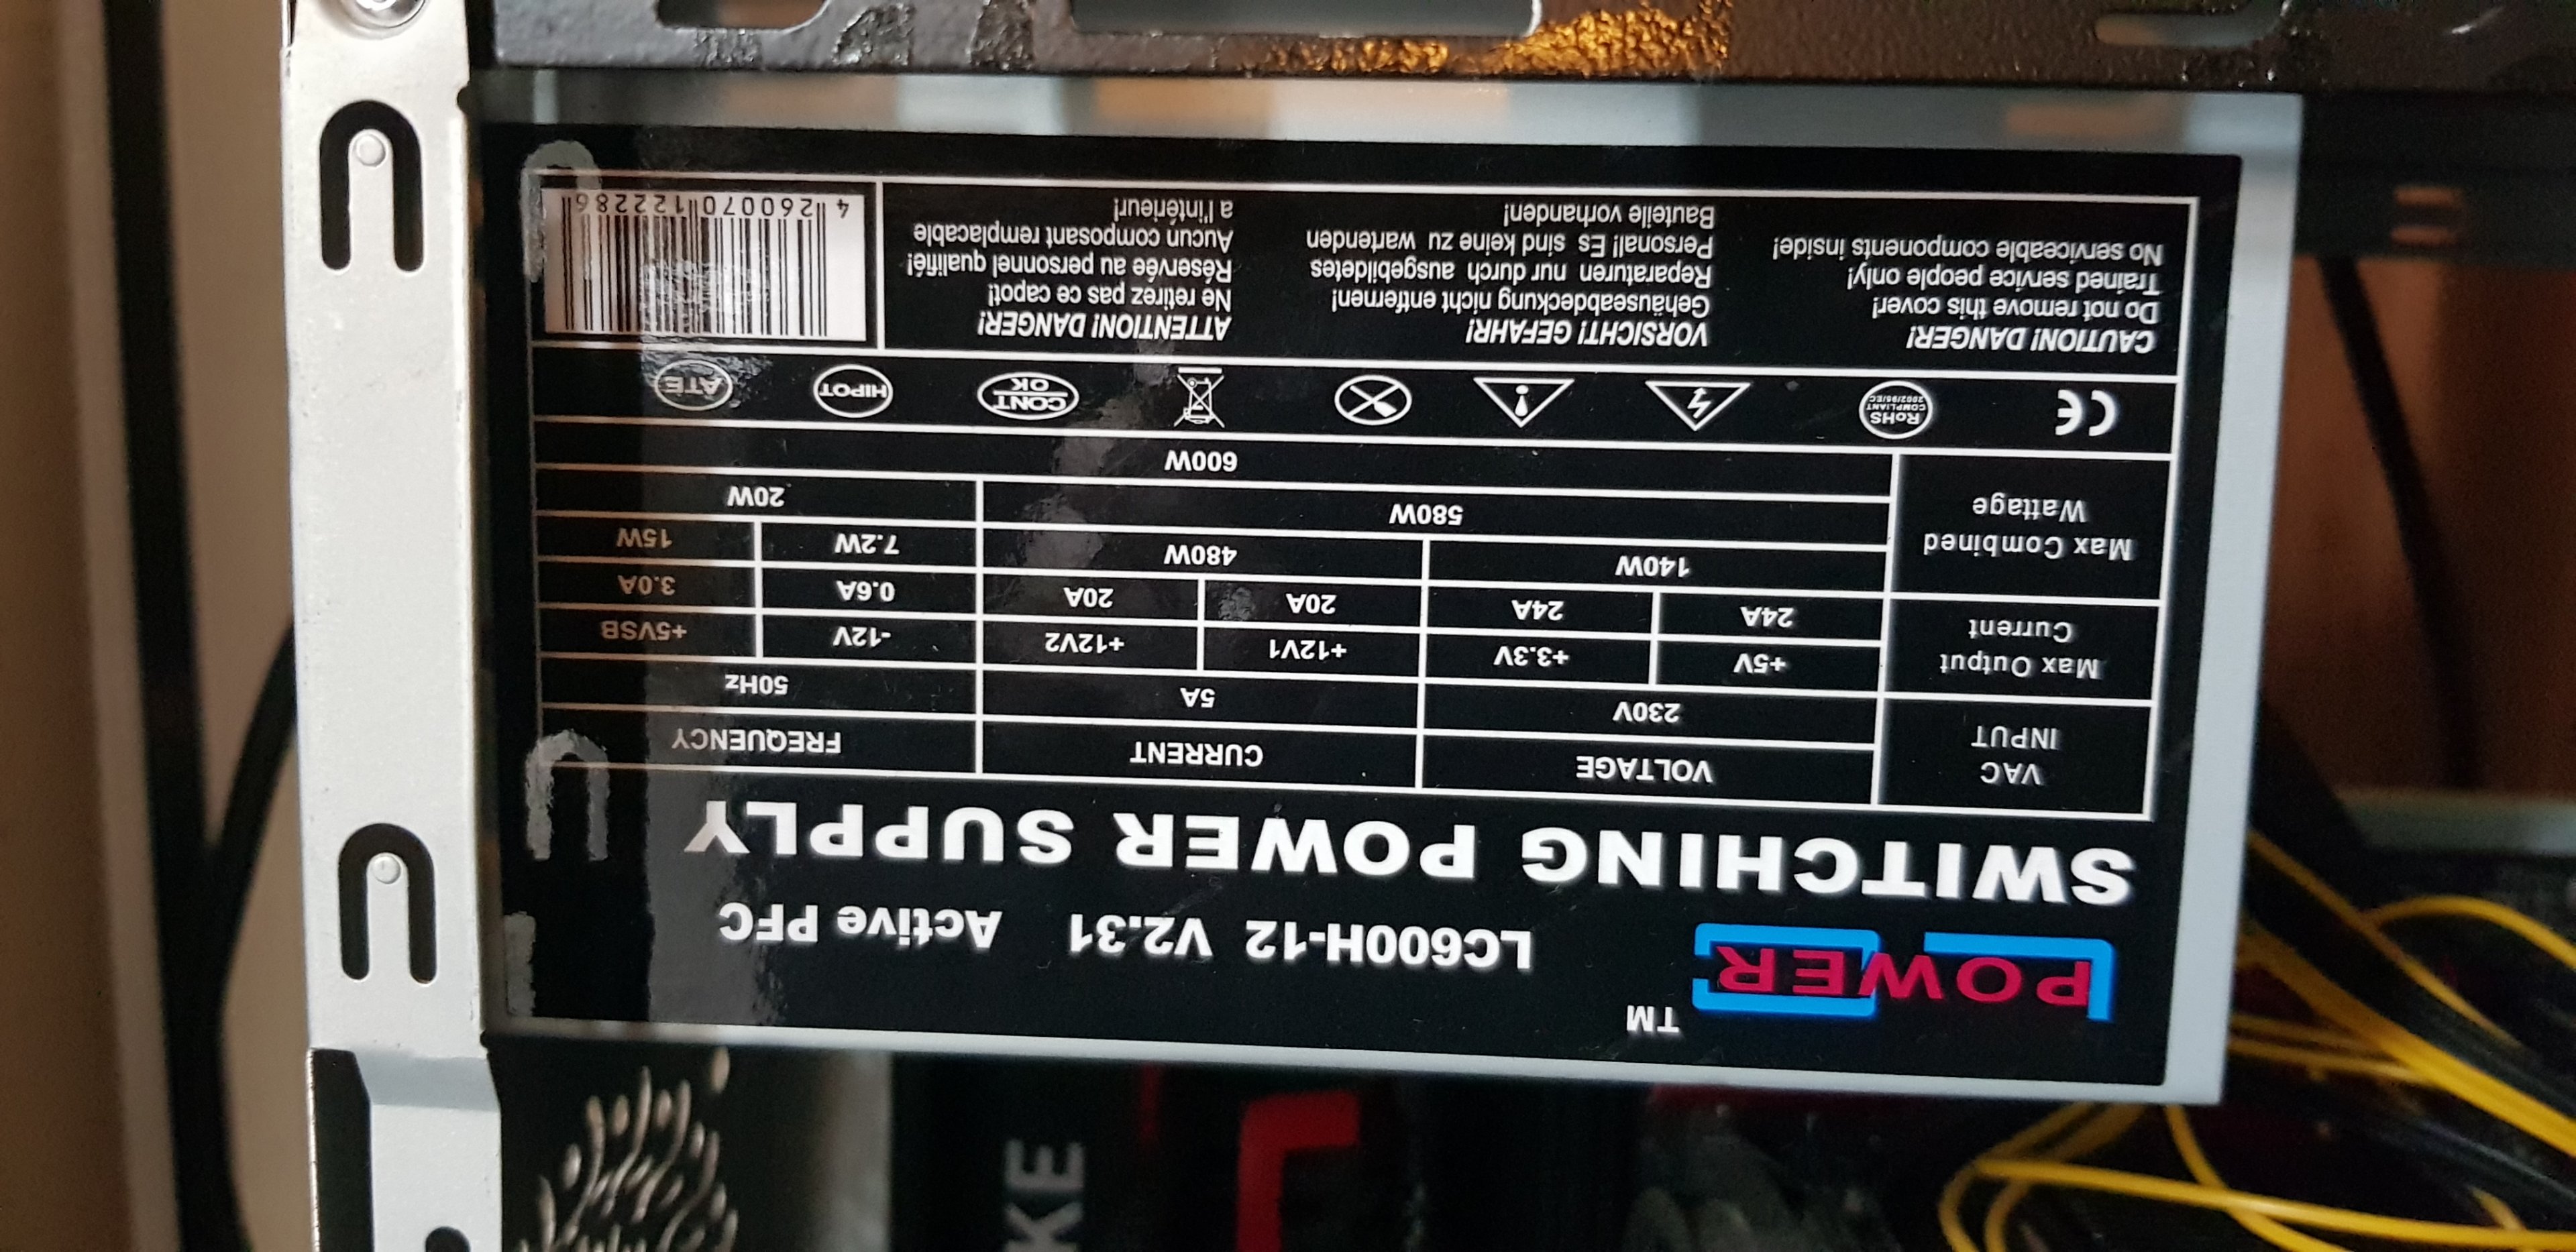 POWER TM
LC600H-12 V2.31 Active PFC
SWITCHING POWER SUPPLY
VAC INPUT
VOLTAGE CURRENT FREQUENCY
230V 5A 50Hz
Max Output Current
+5V +3.3V +12V1 +12V2 -12V +5VSB
24A 24A 20A 20A 0.6A 3.0A
Max Combined Wattage
140W 480W 7.2W 15W
580W 20W
600W
CE
RoHS
COMPLIANT
2002/95/EC
CONT
OK
HIPOT
ATE
CAUTION! DANGER!
Do not remove this cover!
Trained service people only!
No serviceable components inside!
VORSICHT! GEFAHR!
Gehäuseabdeckung nicht entfernen!
Reparaturen nur durch ausgebildetes
Personal! Es sind keine zu wartenden
Bauteile vorhanden!
ATTENTION! DANGER!
Ne retirez pas ce capot!
Réservée au personnel qualifié!
Aucun composant remplacable
a l'intérieur!
4 260070 122286
KE